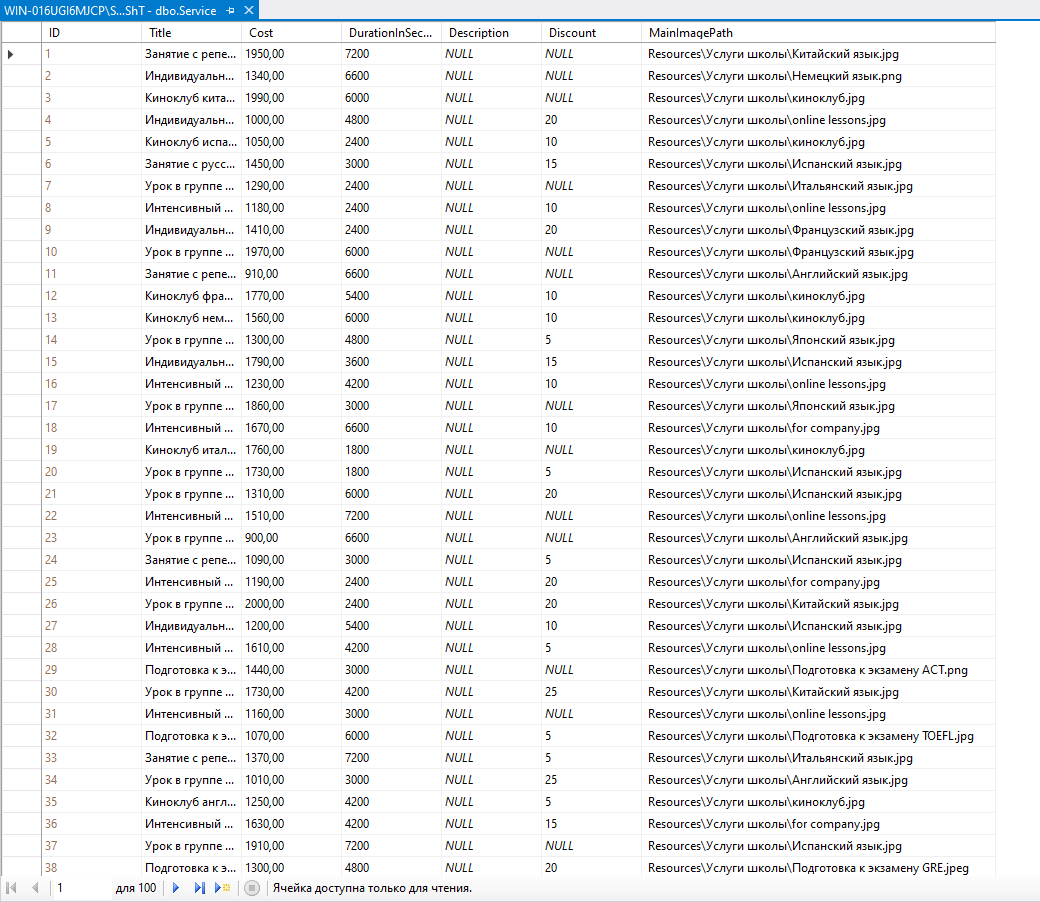 WIN-016UGI6MJCP\S...ShT - dbo.Service
ID Title Cost DurationInSec... Description Discount MainImagePath
1 Занятие с репе... 1950,00 7200 NULL NULL Resources\Услуги школы\Китайский язык.jpg
2 Индивидуальн... 1340,00 6600 NULL NULL Resources\Услуги школы\Немецкий язык.png
3 Киноклуб кита... 1990,00 6000 NULL NULL Resources\Услуги школы\киноклуб.jpg
4 Индивидуальн... 1000,00 4800 NULL 20 Resources\Услуги школы\online lessons.jpg
5 Киноклуб испа... 1050,00 2400 NULL 10 Resources\Услуги школы\киноклуб.jpg
6 Занятие с русс... 1450,00 3000 NULL 15 Resources\Услуги школы\Испанский язык.jpg
7 Урок в группе ... 1290,00 2400 NULL NULL Resources\Услуги школы\Итальянский язык.jpg
8 Интенсивный ... 1180,00 2400 NULL 10 Resources\Услуги школы\online lessons.jpg
9 Индивидуальн... 1410,00 2400 NULL 20 Resources\Услуги школы\Французский язык.jpg
10 Урок в группе ... 1970,00 6000 NULL NULL Resources\Услуги школы\Французский язык.jpg
11 Занятие с репе... 910,00 6600 NULL NULL Resources\Услуги школы\Английский язык.jpg
12 Киноклуб фра... 1770,00 5400 NULL 10 Resources\Услуги школы\киноклуб.jpg
13 Киноклуб нем... 1560,00 6000 NULL 10 Resources\Услуги школы\киноклуб.jpg
14 Урок в группе ... 1300,00 4800 NULL 5 Resources\Услуги школы\Японский язык.jpg
15 Индивидуальн... 1790,00 3600 NULL 15 Resources\Услуги школы\Испанский язык.jpg
16 Интенсивный ... 1230,00 4200 NULL 10 Resources\Услуги школы\online lessons.jpg
17 Урок в группе ... 1860,00 3000 NULL NULL Resources\Услуги школы\Японский язык.jpg
18 Интенсивный ... 1670,00 6600 NULL 10 Resources\Услуги школы\for company.jpg
19 Киноклуб итал... 1760,00 1800 NULL NULL Resources\Услуги школы\киноклуб.jpg
20 Урок в группе ... 1730,00 1800 NULL 5 Resources\Услуги школы\Испанский язык.jpg
21 Урок в группе ... 1310,00 6000 NULL 20 Resources\Услуги школы\Испанский язык.jpg
22 Интенсивный ... 1510,00 7200 NULL NULL Resources\Услуги школы\online lessons.jpg
23 Урок в группе ... 900,00 6600 NULL NULL Resources\Услуги школы\Английский язык.jpg
24 Занятие с репе... 1090,00 3000 NULL 5 Resources\Услуги школы\Испанский язык.jpg
25 Интенсивный ... 1190,00 2400 NULL 20 Resources\Услуги школы\for company.jpg
26 Урок в группе ... 2000,00 2400 NULL 20 Resources\Услуги школы\Китайский язык.jpg
27 Индивидуальн... 1200,00 5400 NULL 10 Resources\Услуги школы\Испанский язык.jpg
28 Интенсивный ... 1610,00 4200 NULL 5 Resources\Услуги школы\online lessons.jpg
29 Подготовка к э... 1440,00 3000 NULL NULL Resources\Услуги школы\Подготовка к экзамену ACT.png
30 Урок в группе ... 1730,00 4200 NULL 25 Resources\Услуги школы\Китайский язык.jpg
31 Интенсивный ... 1160,00 3000 NULL NULL Resources\Услуги школы\online lessons.jpg
32 Подготовка к э... 1070,00 6000 NULL 5 Resources\Услуги школы\Подготовка к экзамену TOEFL.jpg
33 Занятие с репе... 1370,00 7200 NULL 5 Resources\Услуги школы\Итальянский язык.jpg
34 Урок в группе ... 1010,00 3000 NULL 25 Resources\Услуги школы\Английский язык.jpg
35 Киноклуб англ... 1250,00 4200 NULL 5 Resources\Услуги школы\киноклуб.jpg
36 Интенсивный ... 1630,00 4200 NULL 15 Resources\Услуги школы\for company.jpg
37 Урок в группе ... 1910,00 7200 NULL NULL Resources\Услуги школы\Испанский язык.jpg
38 Подготовка к э... 1300,00 4800 NULL 20 Resources\Услуги школы\Подготовка к экзамену GRE.jpeg
1 для 100 Ячейка доступна только для чтения.